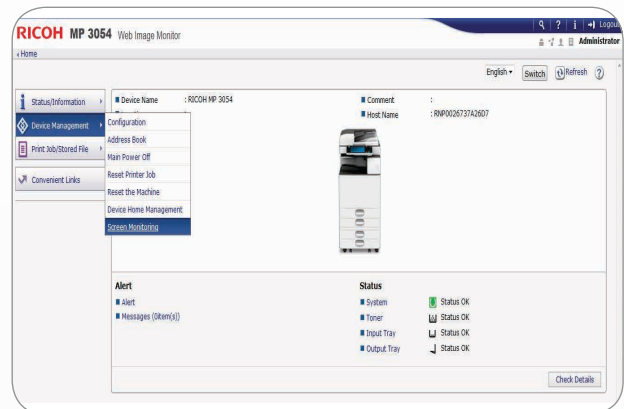 RICOH MP 3054 Web Image Monitor
? i Logout
Administrator
Home
English Switch Refresh ?
Status/Information
Device Management
Print Job/Stored File
Convenient Links
Device Name : RICOH MP 3054
Comment :
Host Name : RNP0026737A26D7
Configuration
Address Book
Main Power Off
Reset Printer Job
Reset the Machine
Device Home Management
Screen Monitoring
Alert
Alert
Messages (0item(s))
Status
System Status OK
Toner Status OK
Input Tray Status OK
Output Tray Status OK
Check Details